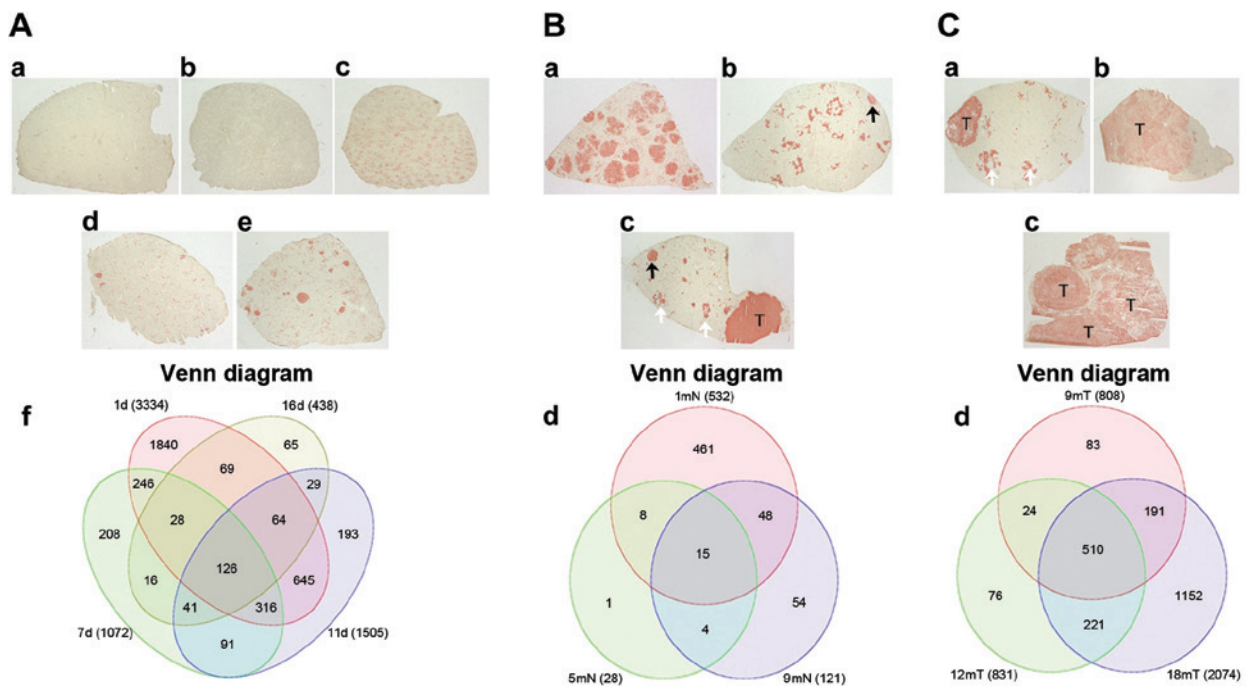 A
B
C
a
b
c
a
b
a
b
T
T
d
e
c
T
c
T
T
T
Venn diagram
Venn diagram
Venn diagram
f
1d (3334)
16d (438)
1840
65
69
246
29
28
64
208
193
126
16
645
41
316
91
7d (1072)
11d (1505)
d
1mN (532)
461
8
48
15
1
54
4
5mN (28)
9mN (121)
d
9mT (808)
83
24
191
510
76
1152
221
12mT (831)
18mT (2074)